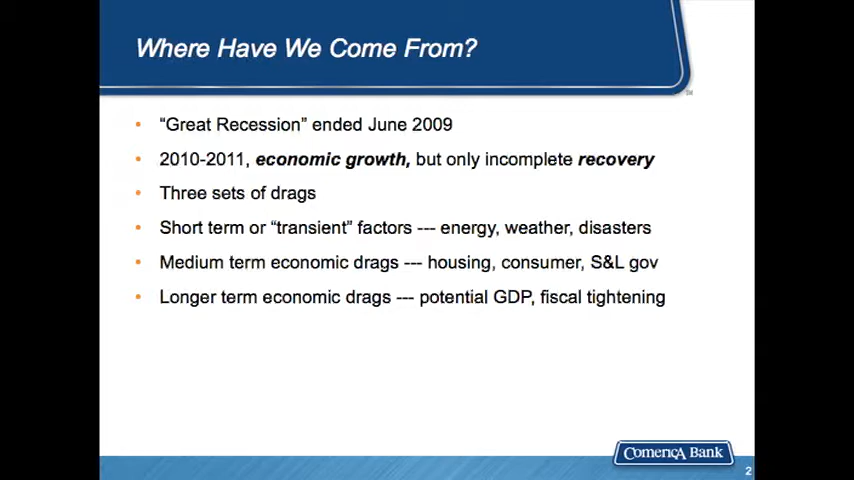 Where Have We Come From?
SM
• "Great Recession" ended June 2009
• 2010-2011, economic growth, but only incomplete recovery
• Three sets of drags
• Short term or "transient" factors --- energy, weather, disasters
• Medium term economic drags --- housing, consumer, S&L gov
• Longer term economic drags --- potential GDP, fiscal tightening
Comerica Bank
2